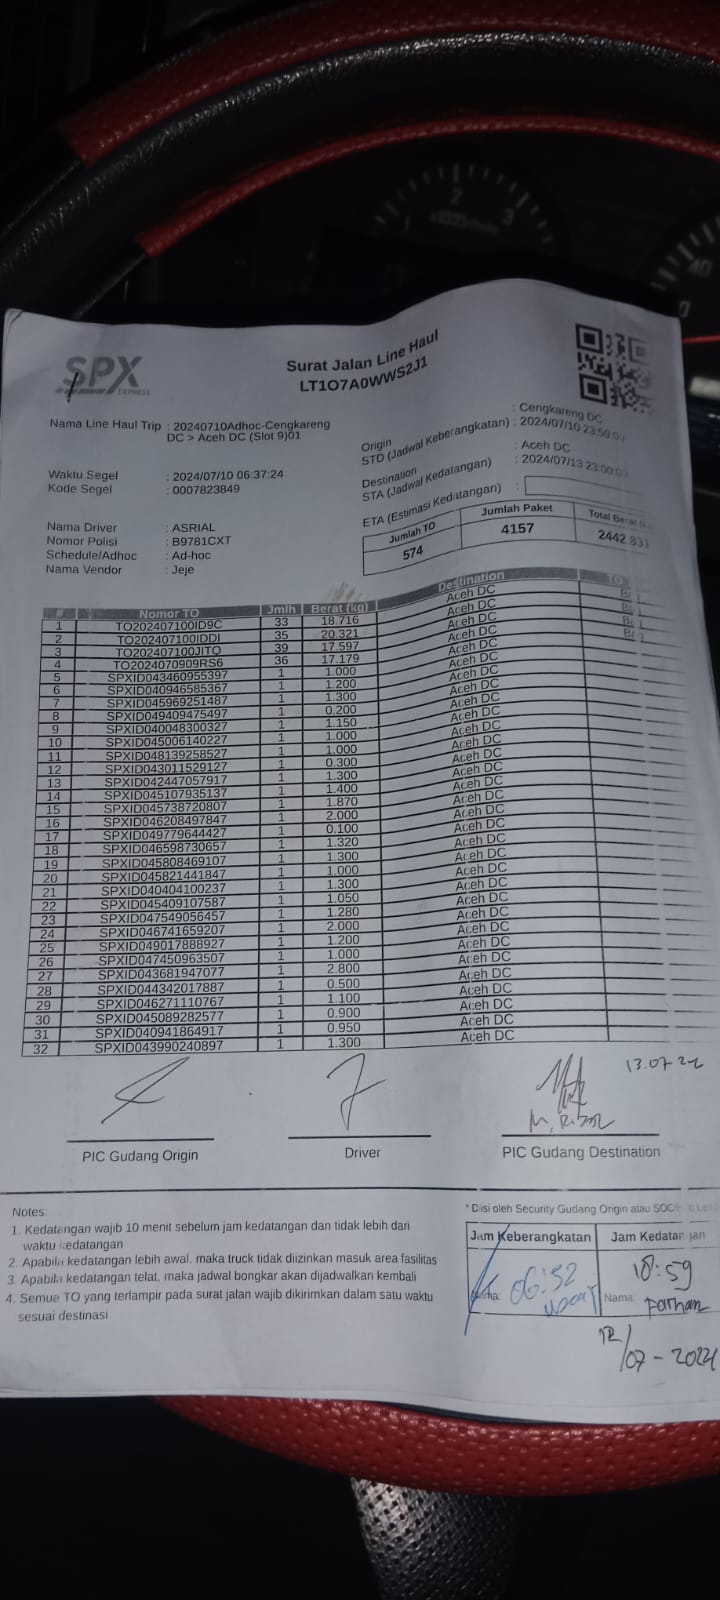 SPX
EXPRESS
Surat Jalan Line Haul
LT1O7A0WWS2J1
Nama Line Haul Trip : 20240710Adhoc-Cengkareng
DC > Aceh DC (Slot 9)01
Waktu Segel : 2024/07/10 06:37:24
Kode Segel : 0007823849
Nama Driver : ASRIAL
Nomor Polisi : B9781CXT
Schedule/Adhoc : Ad-hoc
Nama Vendor : Jeje
Origin : Cengkareng DC
STD (Jadwal Keberangkatan) : 2024/07/10 23:59:0
Destination : Aceh DC
STA (Jadwal Kedatangan) : 2024/07/13 23:00:0
ETA (Estimasi Kedatangan) :
Jumlah TO Jumlah Paket Total Berat
574 4157 2442.831
# Nomor TO Jmlh Berat (kg) Destination TO
1 TO202407100ID9C 33 18.716 Aceh DC
2 TO202407100IDDI 35 20.321 Aceh DC
3 TO202407100JITQ 39 17.597 Aceh DC
4 TO2024070909RS6 36 17.179 Aceh DC
5 SPXID043460955397 1 1.000 Aceh DC
6 SPXID040946585367 1 1.200 Aceh DC
7 SPXID045969251487 1 1.300 Aceh DC
8 SPXID049409475497 1 0.200 Aceh DC
9 SPXID040048300327 1 1.150 Aceh DC
10 SPXID045006140227 1 1.000 Aceh DC
11 SPXID048139258527 1 1.000 Aceh DC
12 SPXID043011529127 1 0.300 Aceh DC
13 SPXID042447057917 1 1.300 Aceh DC
14 SPXID045107935137 1 1.400 Aceh DC
15 SPXID045738720807 1 1.870 Aceh DC
16 SPXID046208497847 1 2.000 Aceh DC
17 SPXID049779644427 1 0.100 Aceh DC
18 SPXID046598730657 1 1.320 Aceh DC
19 SPXID045808469107 1 1.300 Aceh DC
20 SPXID045821441847 1 1.000 Aceh DC
21 SPXID040404100237 1 1.300 Aceh DC
22 SPXID045409107587 1 1.050 Aceh DC
23 SPXID047549056457 1 1.280 Aceh DC
24 SPXID046741659207 1 2.000 Aceh DC
25 SPXID049017888927 1 1.200 Aceh DC
26 SPXID047450963507 1 1.000 Aceh DC
27 SPXID043681947077 1 2.800 Aceh DC
28 SPXID044342017887 1 0.500 Aceh DC
29 SPXID046271110767 1 1.100 Aceh DC
30 SPXID045089282577 1 0.900 Aceh DC
31 SPXID040941864917 1 0.950 Aceh DC
32 SPXID043990240897 1 1.300 Aceh DC
13.07 24
PIC Gudang Origin
Driver
PIC Gudang Destination
Notes:
1. Kedatangan wajib 10 menit sebelum jam kedatangan dan tidak lebih dari
waktu kedatangan
2. Apabila kedatangan lebih awal, maka truck tidak diizinkan masuk area fasilitas
3. Apabila kedatangan telat, maka jadwal bongkar akan dijadwalkan kembali
4. Semua TO yang terlampir pada surat jalan wajib dikirimkan dalam satu waktu
sesuai destinasi
* Diisi oleh Security Gudang Origin atau
Jam Keberangkatan
Jam Kedatangan
06:52
18:59
Nama:
Farhan
12/07-2024